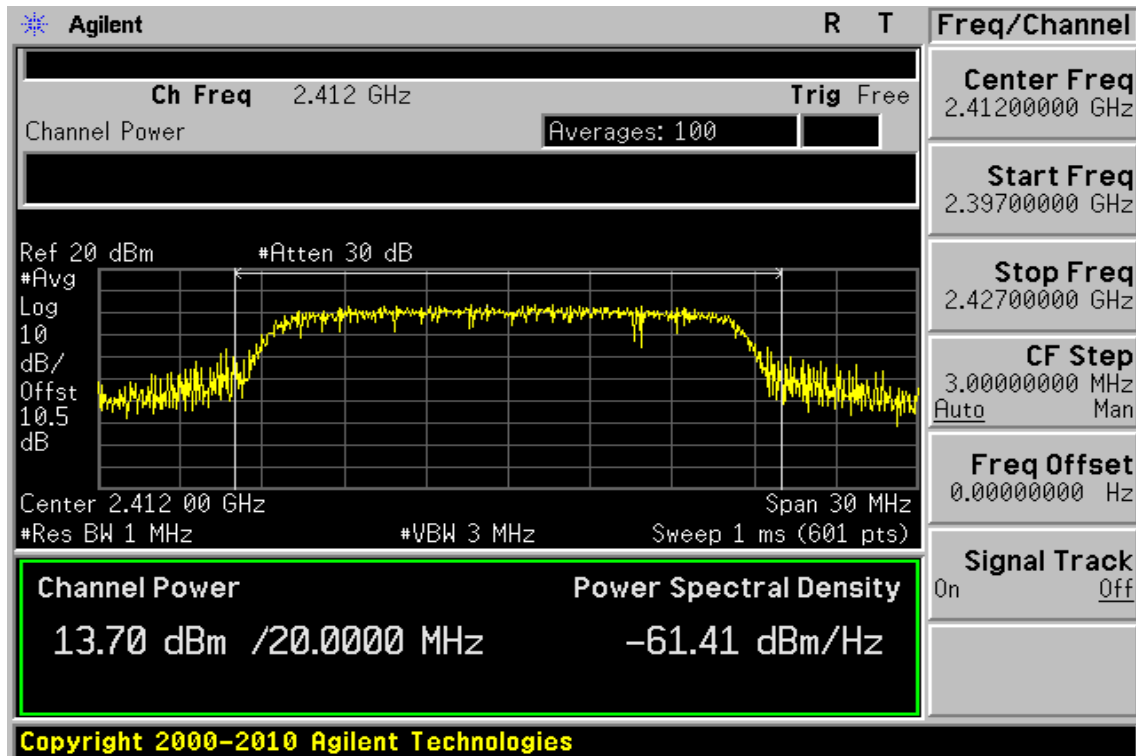 Agilent R T
Freq/Channel
Ch Freq 2.412 GHz Trig Free
Channel Power Averages: 100
Ref 20 dBm #Atten 30 dB
#Avg
Log
10
dB/
Offst
10.5
dB
Center 2.412 00 GHz Span 30 MHz
#Res BW 1 MHz #VBW 3 MHz Sweep 1 ms (601 pts)
Channel Power Power Spectral Density
13.70 dBm /20.0000 MHz -61.41 dBm/Hz
Center Freq
2.41200000 GHz
Start Freq
2.39700000 GHz
Stop Freq
2.42700000 GHz
CF Step
3.00000000 MHz
Auto Man
Freq Offset
0.00000000 Hz
Signal Track
On Off
Copyright 2000-2010 Agilent Technologies